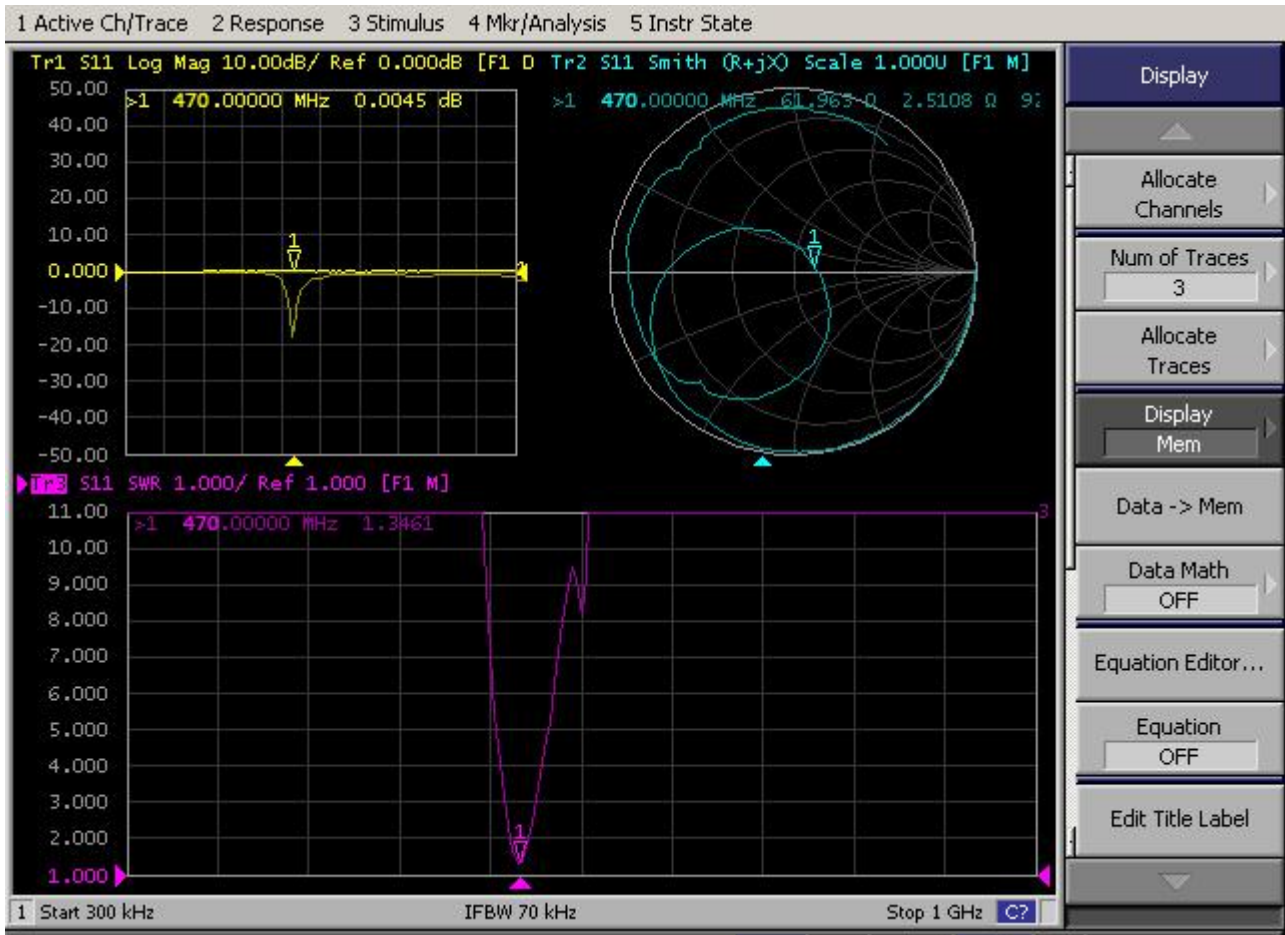 1 Active Ch/Trace 2 Response 3 Stimulus 4 Mkr/Analysis 5 Instr State
Tr1 S11 Log Mag 10.00dB/ Ref 0.000dB [F1 D
Tr2 S11 Smith (R+jX) Scale 1.000U [F1 M]
>1 470.00000 MHz 0.0045 dB
>1 470.00000 MHz 61.963 Ω 2.5108 Ω 92
50.00
40.00
30.00
20.00
10.00
0.000
-10.00
-20.00
-30.00
-40.00
-50.00
1
1
Tr3 S11 SWR 1.000/ Ref 1.000 [F1 M]
>1 470.00000 MHz 1.3461
11.00
10.00
9.000
8.000
7.000
6.000
5.000
4.000
3.000
2.000
1.000
1
3
1 Start 300 kHz IFBW 70 kHz Stop 1 GHz C?
Display
Allocate
Channels
Num of Traces
3
Allocate
Traces
Display
Mem
Data -> Mem
Data Math
OFF
Equation Editor...
Equation
OFF
Edit Title Label